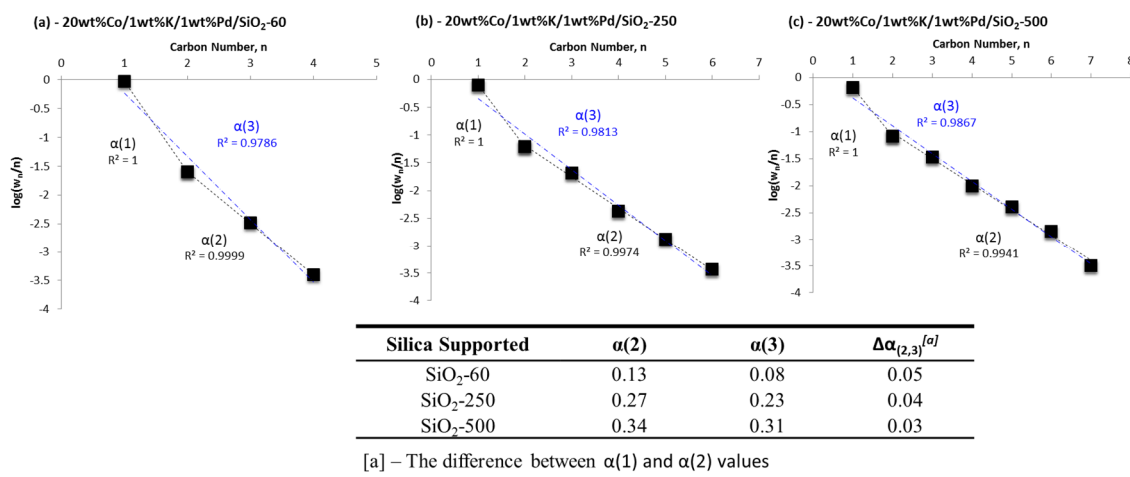 (a) - 20wt%Co/1wt%K/1wt%Pd/SiO₂-60
Carbon Number, n
0 1 2 3 4 5
0
-0.5
-1
-1.5
-2
-2.5
-3
-3.5
-4
log(wₙ/n)
α(1)
R² = 1
α(3)
R² = 0.9786
α(2)
R² = 0.9999
(b) - 20wt%Co/1wt%K/1wt%Pd/SiO₂-250
Carbon Number, n
0 1 2 3 4 5 6 7
0
-0.5
-1
-1.5
-2
-2.5
-3
-3.5
-4
log(wₙ/n)
α(1)
R² = 1
α(3)
R² = 0.9813
α(2)
R² = 0.9974
(c) - 20wt%Co/1wt%K/1wt%Pd/SiO₂-500
Carbon Number, n
0 1 2 3 4 5 6 7 8
0
-0.5
-1
-1.5
-2
-2.5
-3
-3.5
-4
log(wₙ/n)
α(1)
R² = 1
α(3)
R² = 0.9867
α(2)
R² = 0.9941
Silica Supported α(2) α(3) Δα₍₂,₃₎[a]
SiO₂-60 0.13 0.08 0.05
SiO₂-250 0.27 0.23 0.04
SiO₂-500 0.34 0.31 0.03
[a] – The difference between α(1) and α(2) values